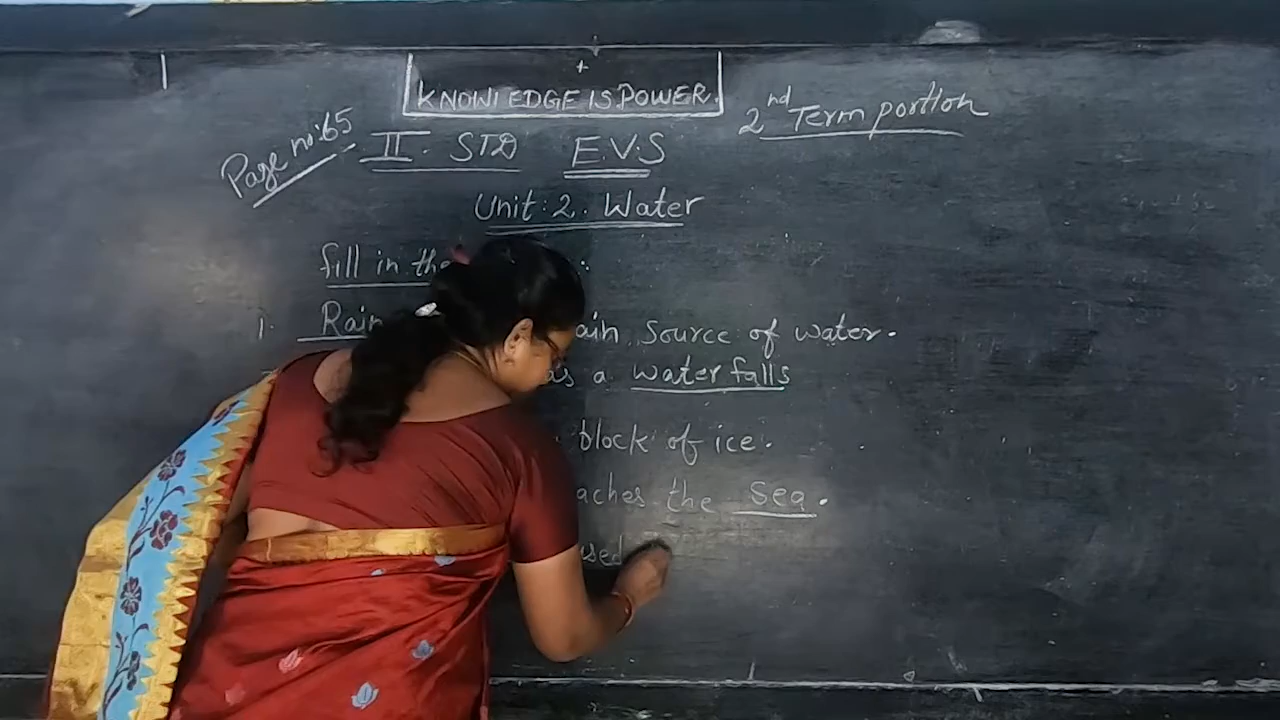 KNOWLEDGE IS POWER.
Page no: 65 II. STD E.V.S 2nd Term portion
Unit: 2. Water
fill in the :
1. Rain ain Source of water.
as a water falls
block of ice.
aches the Sea.
sed